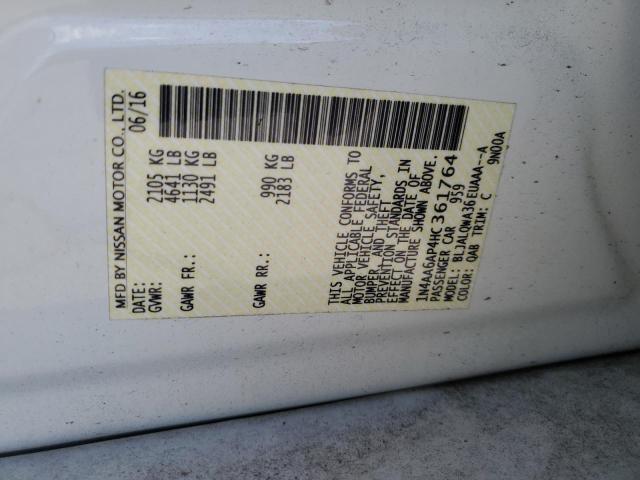 MFD BY NISSAN MOTOR CO., LTD.
DATE: 06/16
GVWR: 2105 KG
4641 LB
GAWR FR.: 1130 KG
2491 LB
GAWR RR.: 990 KG
2183 LB
THIS VEHICLE CONFORMS TO
ALL APPLICABLE FEDERAL
MOTOR VEHICLE SAFETY,
BUMPER, AND THEFT
PREVENTION STANDARDS IN
EFFECT ON THE DATE OF
MANUFACTURE SHOWN ABOVE.
1N4AA6AP4HC361764
PASSENGER CAR 959
MODEL: BLJALQWA36EUAAA--A
COLOR: QAB TRIM: C 9N00A